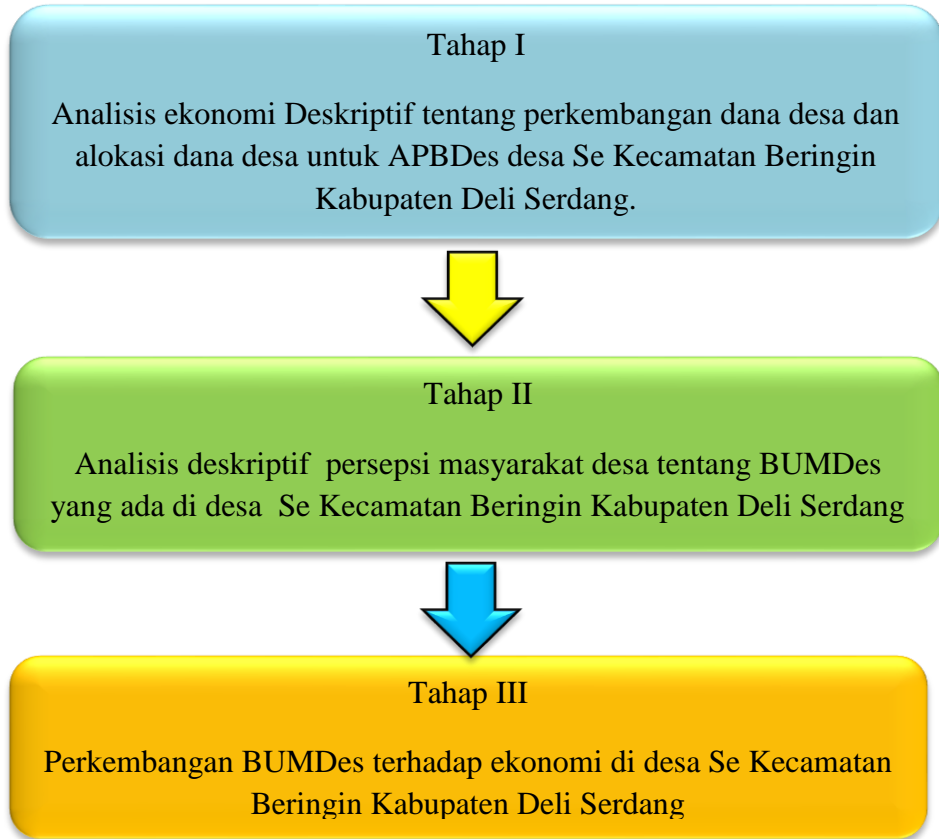 Tahap I
Analisis ekonomi Deskriptif tentang perkembangan dana desa dan
alokasi dana desa untuk APBDes desa Se Kecamatan Beringin
Kabupaten Deli Serdang.
Tahap II
Analisis deskriptif persepsi masyarakat desa tentang BUMDes
yang ada di desa Se Kecamatan Beringin Kabupaten Deli Serdang
Tahap III
Perkembangan BUMDes terhadap ekonomi di desa Se Kecamatan
Beringin Kabupaten Deli Serdang